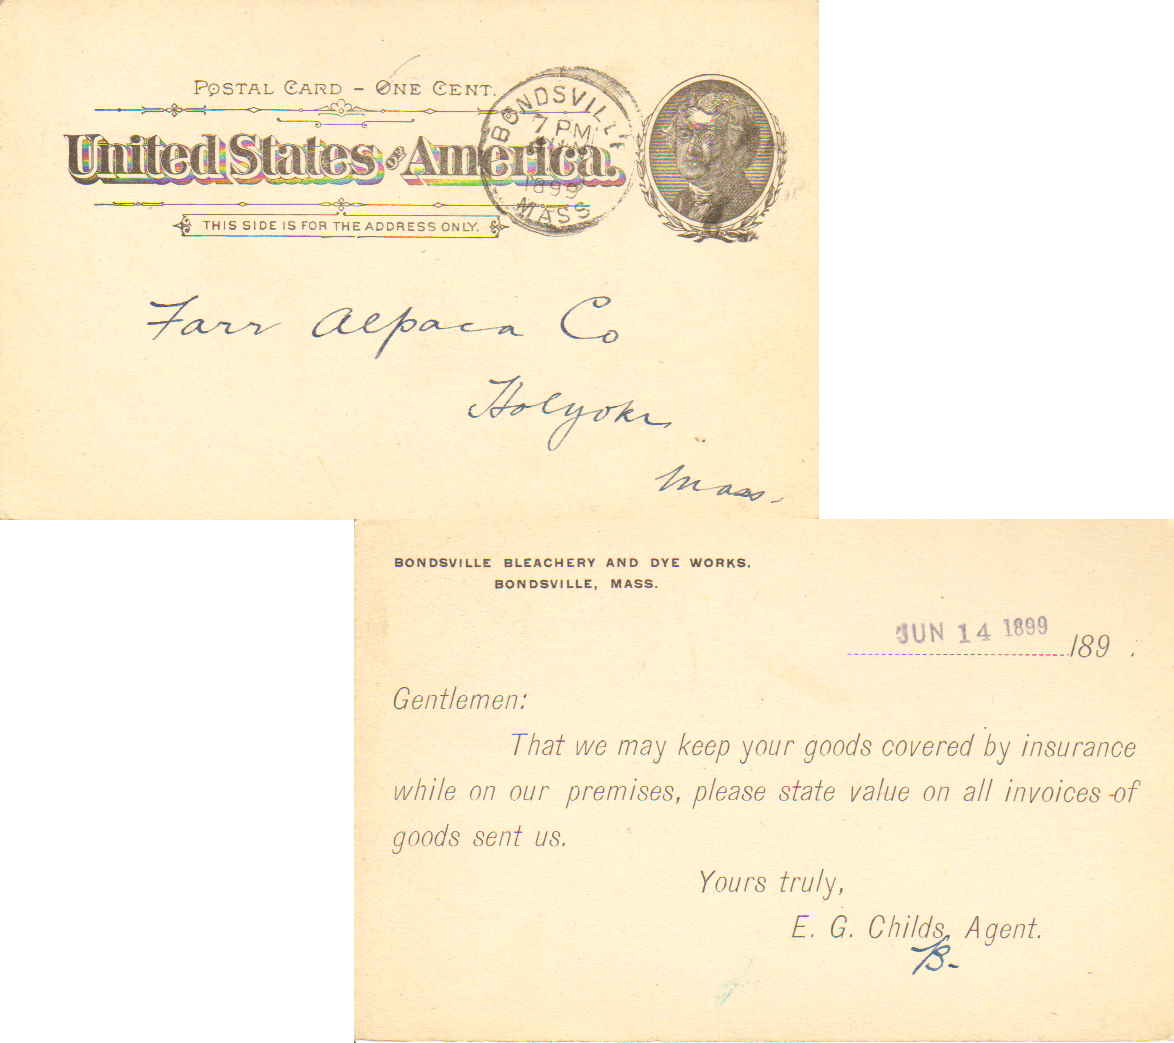 POSTAL CARD – ONE CENT.
United States of America.
THIS SIDE IS FOR THE ADDRESS ONLY.
BONDSVILLE
7 PM
1899
MASS
Farr Alpaca Co
Holyoke
Mass.
BONDSVILLE BLEACHERY AND DYE WORKS.
BONDSVILLE, MASS.
JUN 14 1899
189 .
Gentlemen:
That we may keep your goods covered by insurance
while on our premises, please state value on all invoices of
goods sent us.
Yours truly,
E. G. Childs, Agent.
B.